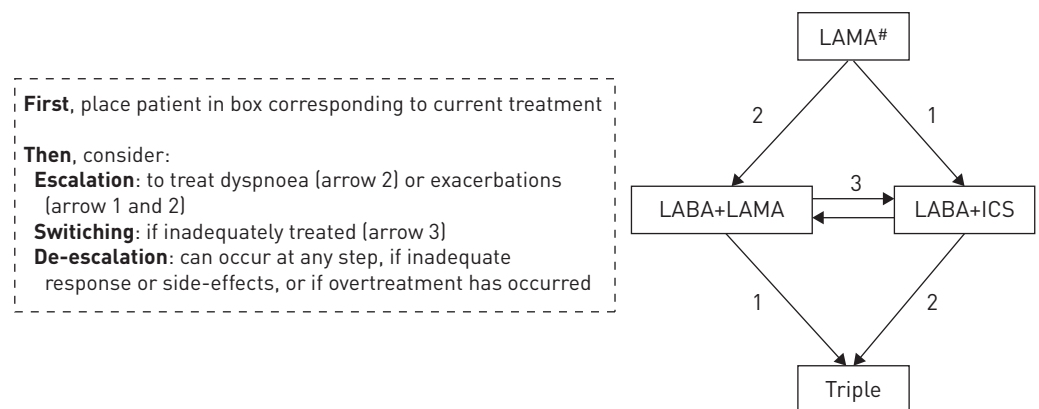 First, place patient in box corresponding to current treatment
Then, consider:
Escalation: to treat dyspnoea (arrow 2) or exacerbations
(arrow 1 and 2)
Switiching: if inadequately treated (arrow 3)
De-escalation: can occur at any step, if inadequate
response or side-effects, or if overtreatment has occurred
LAMA#
2
1
LABA+LAMA
3
LABA+ICS
1
2
Triple